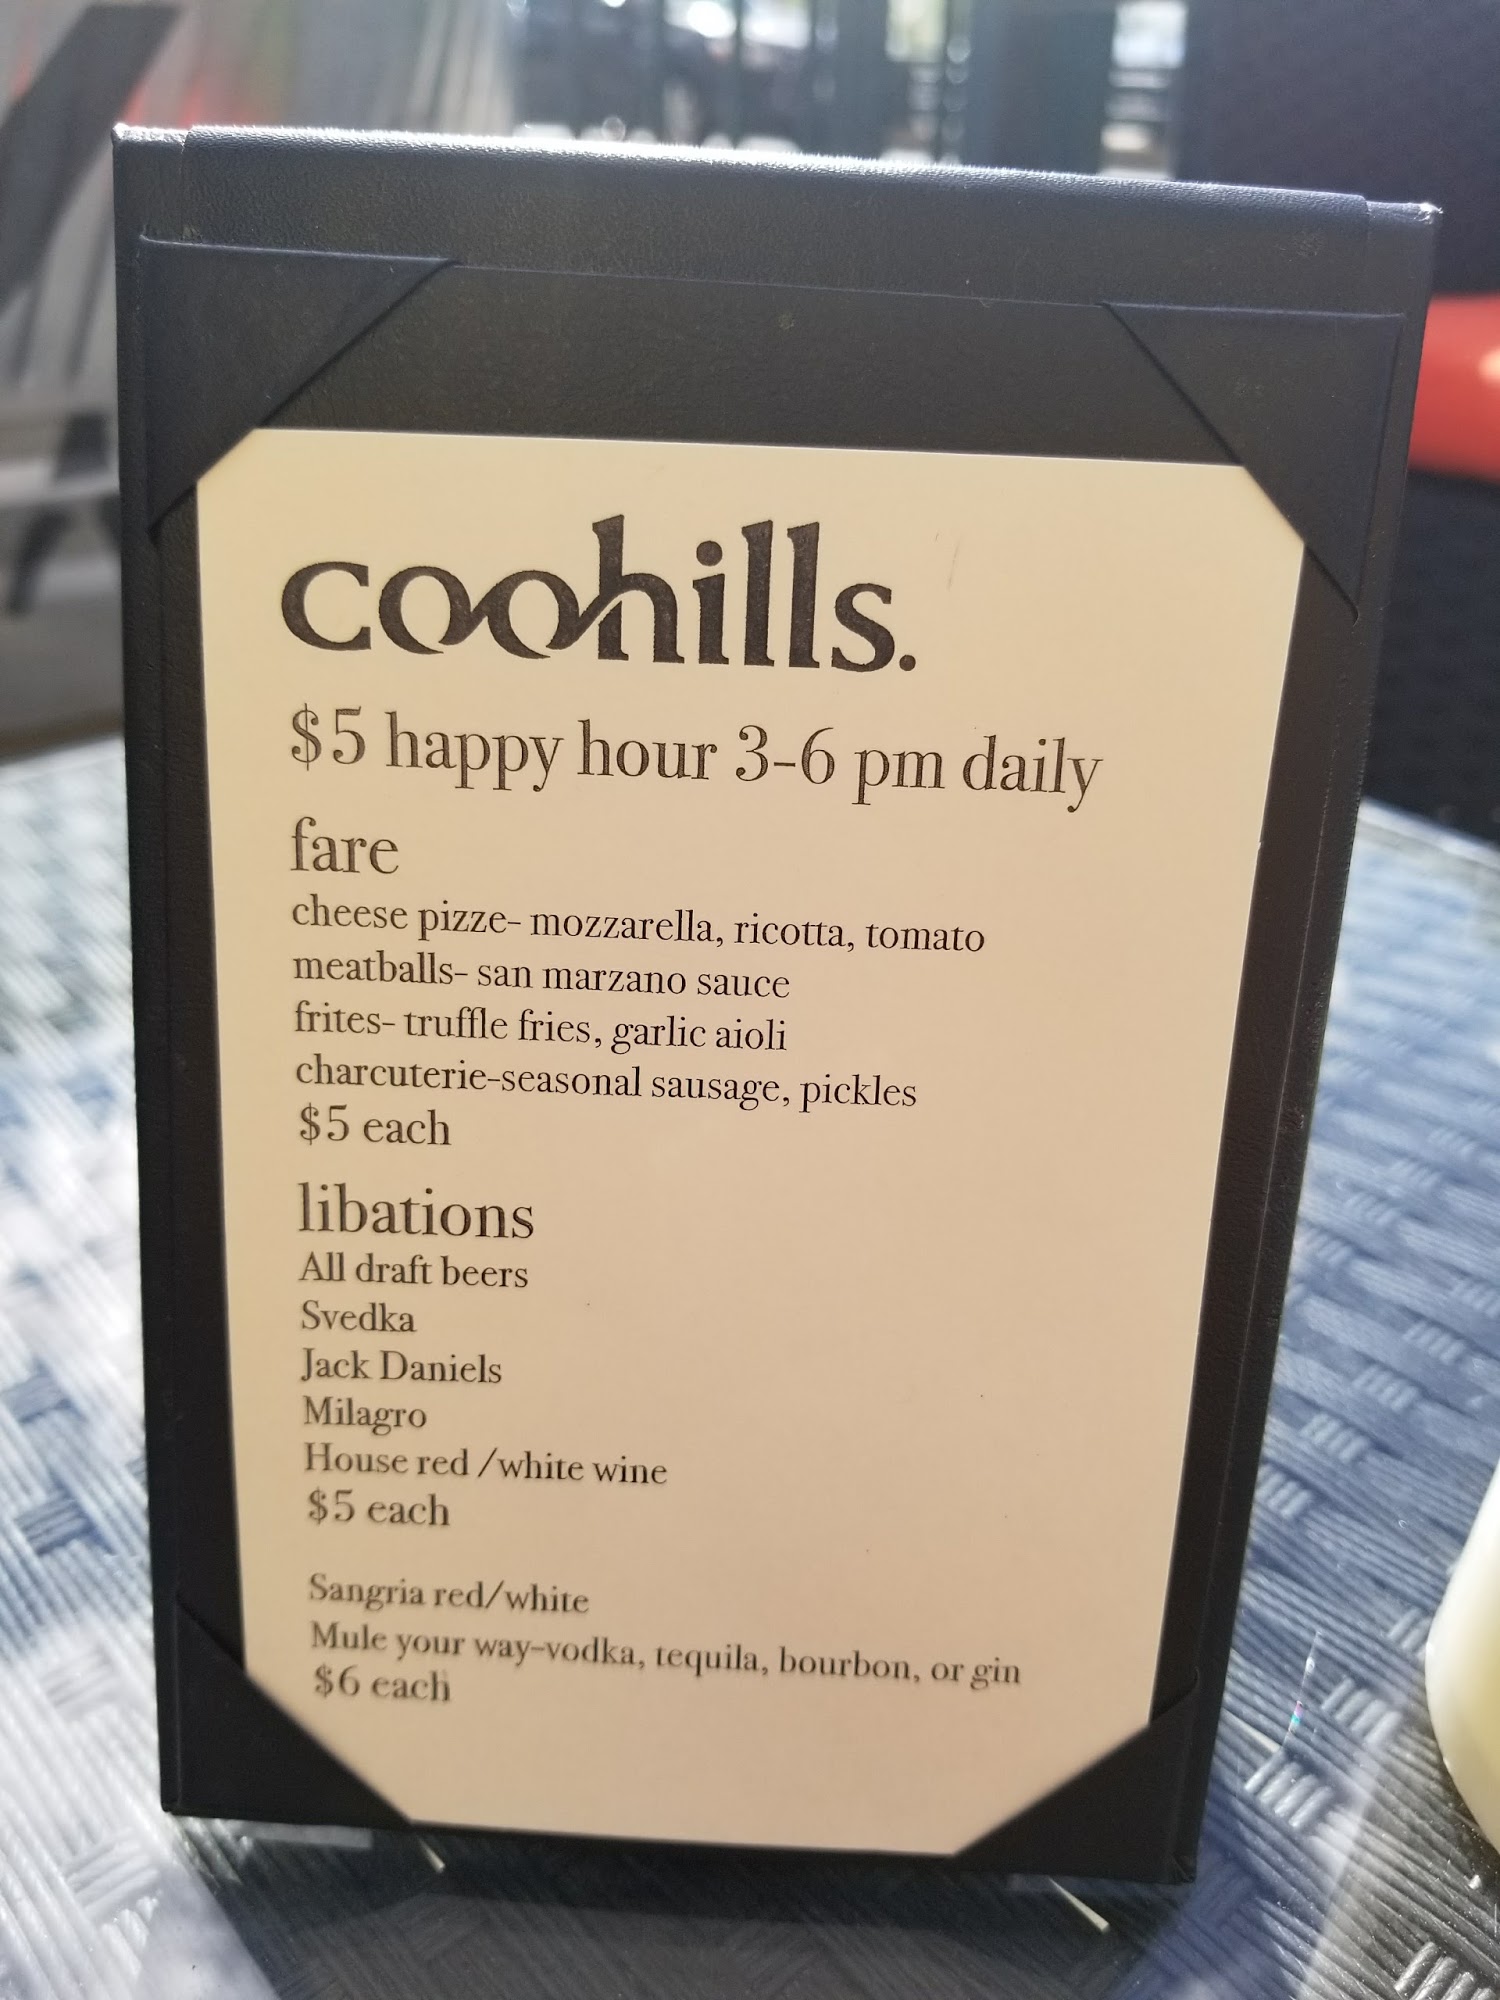 coohills.
$5 happy hour 3-6 pm daily
fare
cheese pizze- mozzarella, ricotta, tomato
meatballs- san marzano sauce
frites- truffle fries, garlic aioli
charcuterie-seasonal sausage, pickles
$5 each
libations
All draft beers
Svedka
Jack Daniels
Milagro
House red /white wine
$5 each
Sangria red/white
Mule your way-vodka, tequila, bourbon, or gin
$6 each